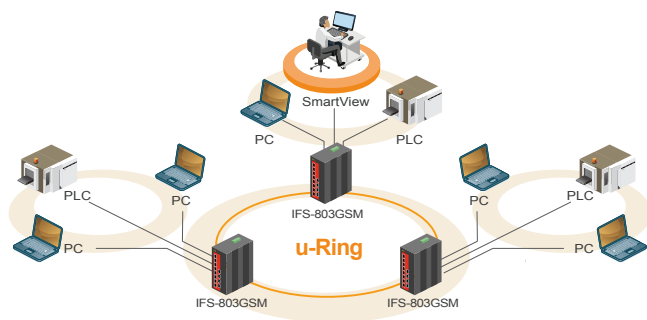 SmartView
PC
PLC
IFS-803GSM
PLC
PC
PC
PC
PLC
PC
u-Ring
IFS-803GSM
IFS-803GSM